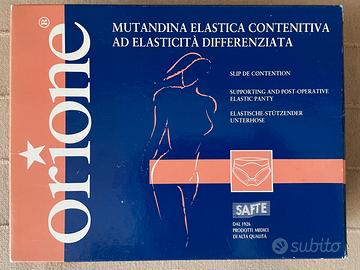 orione®
MUTANDINA ELASTICA CONTENITIVA
AD ELASTICITÀ DIFFERENZIATA
SLIP DE CONTENTION
SUPPORTING AND POST-OPERATIVE
ELASTIC PANTY
ELASTISCHE-STÜTZENDER
UNTERHOSE
SAFTE
DAL 1926
PRODOTTI MEDICI
DI ALTA QUALITÀ
subito